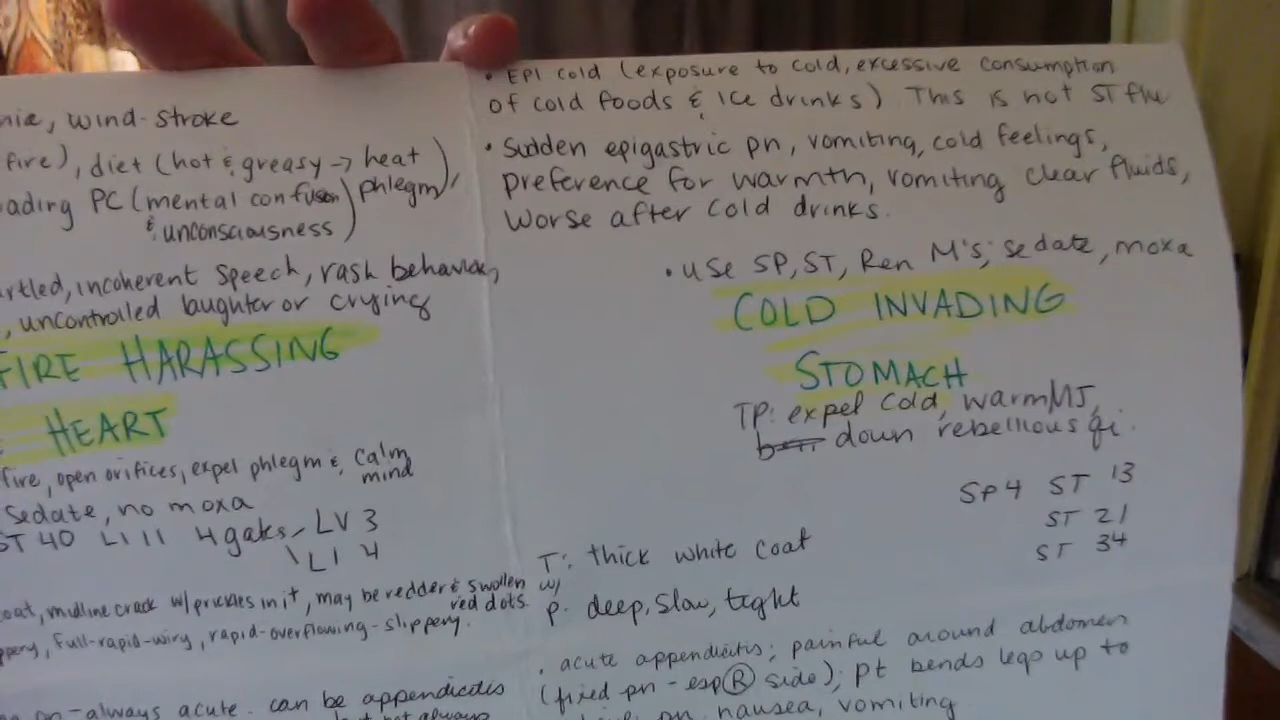 wind-stroke
fire), diet (hot & greasy → heat
phlegm),
PC (mental confusion
& unconsciousness)
incoherent speech, rash behavior,
, uncontrolled laughter or crying
FIRE HARASSING
HEART
fire, open orifices, expel phlegm &, calm
mind
sedate, no moxa
ST 40 LI 11 4 gates - LV 3
\ LI 4
coat, midline crack w/prickles in it, may be redder & swollen
w/ red dots.
full-rapid-wiry, rapid-overflowing-slippery.
pn-always acute. can be appendicitis
but not always
• EPI cold (exposure to cold, excessive consumption
of cold foods & ice drinks) This is not ST flu
• Sudden epigastric pn, vomiting, cold feelings,
preference for warmth, vomiting clear fluids,
worse after cold drinks.
• use SP, ST, Ren M's; sedate, moxa
COLD INVADING
STOMACH
TP: expel cold, warm MJ,
down rebellious qi.
SP4 ST 13
ST 21
ST 34
T: thick white coat
P: deep, slow, tight
. acute appendicitis; painful around abdomen
(fixed pn - esp R side); pt bends legs up to
pn, nausea, vomiting